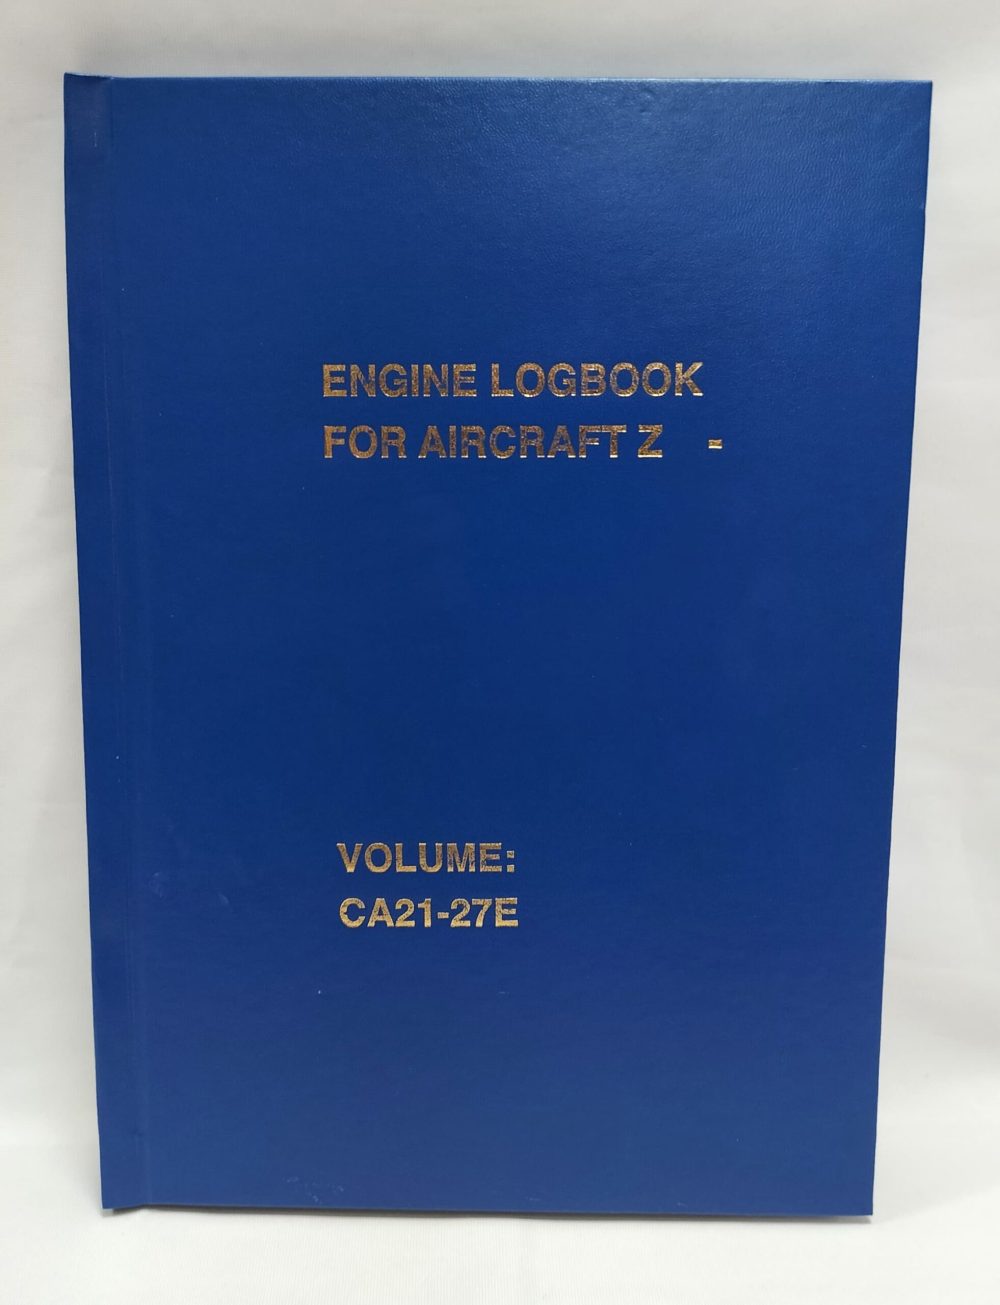 ENGINE LOGBOOK
FOR AIRCRAFT Z -
VOLUME:
CA21-27E